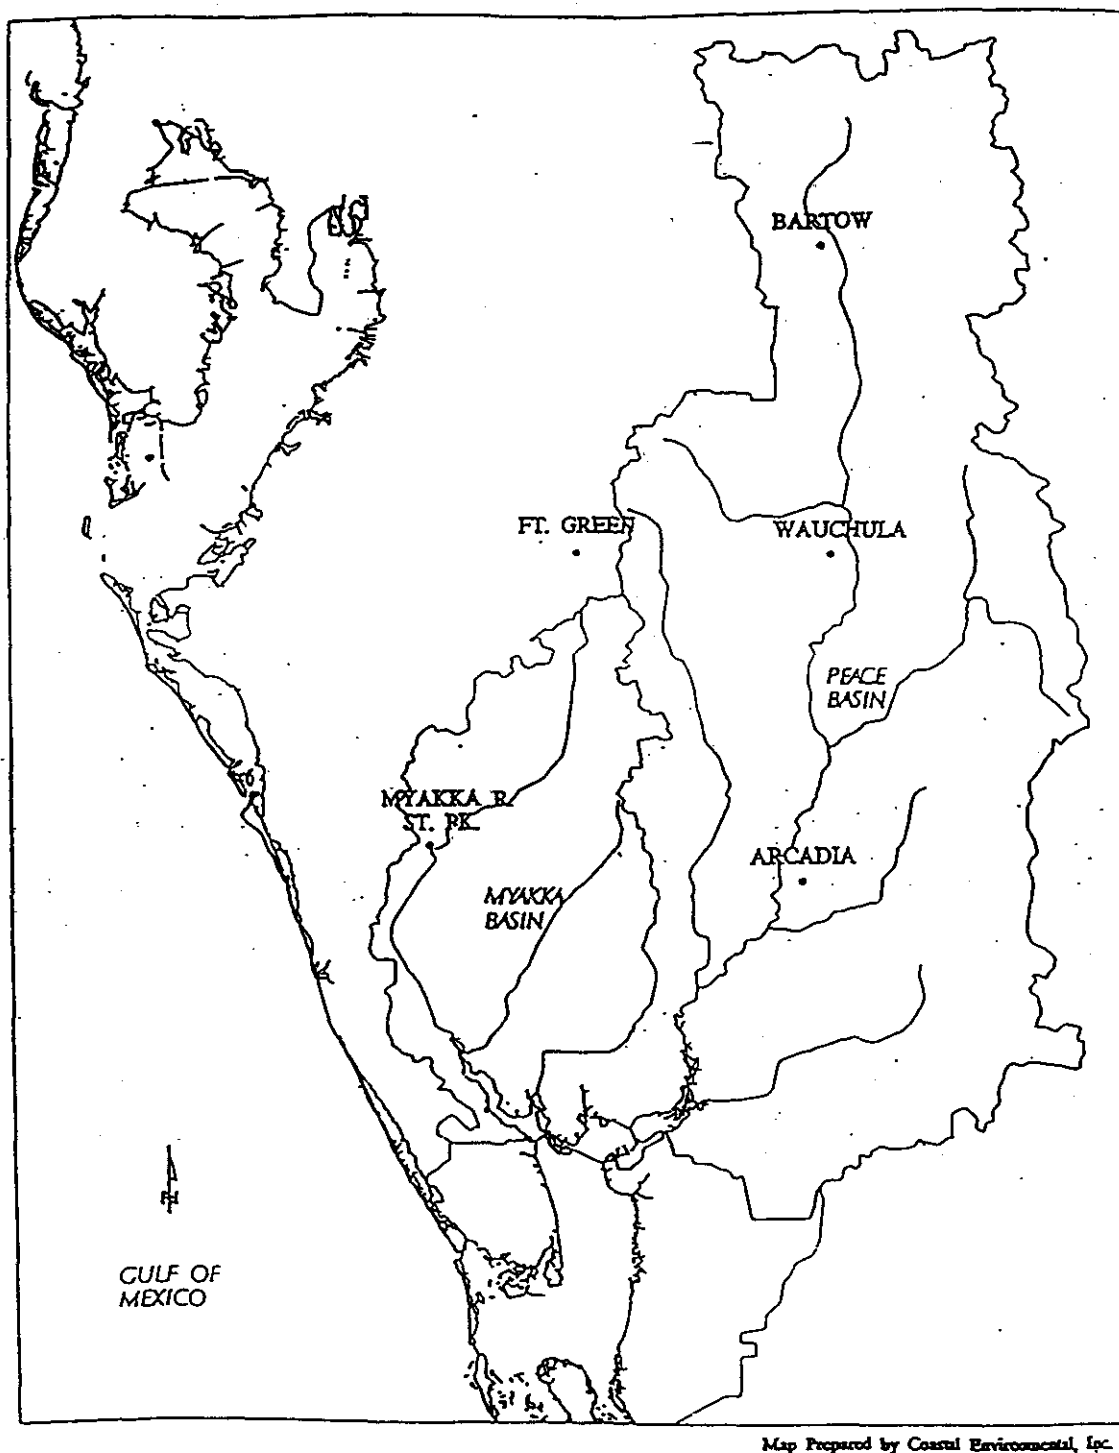 BARTOW
FT. GREEN
WAUCHULA
PEACE
BASIN
MYAKKA R.
ST. PK.
ARCADIA
MYAKKA
BASIN
N
GULF OF
MEXICO
Map Prepared by Coastal Environmental, Inc.